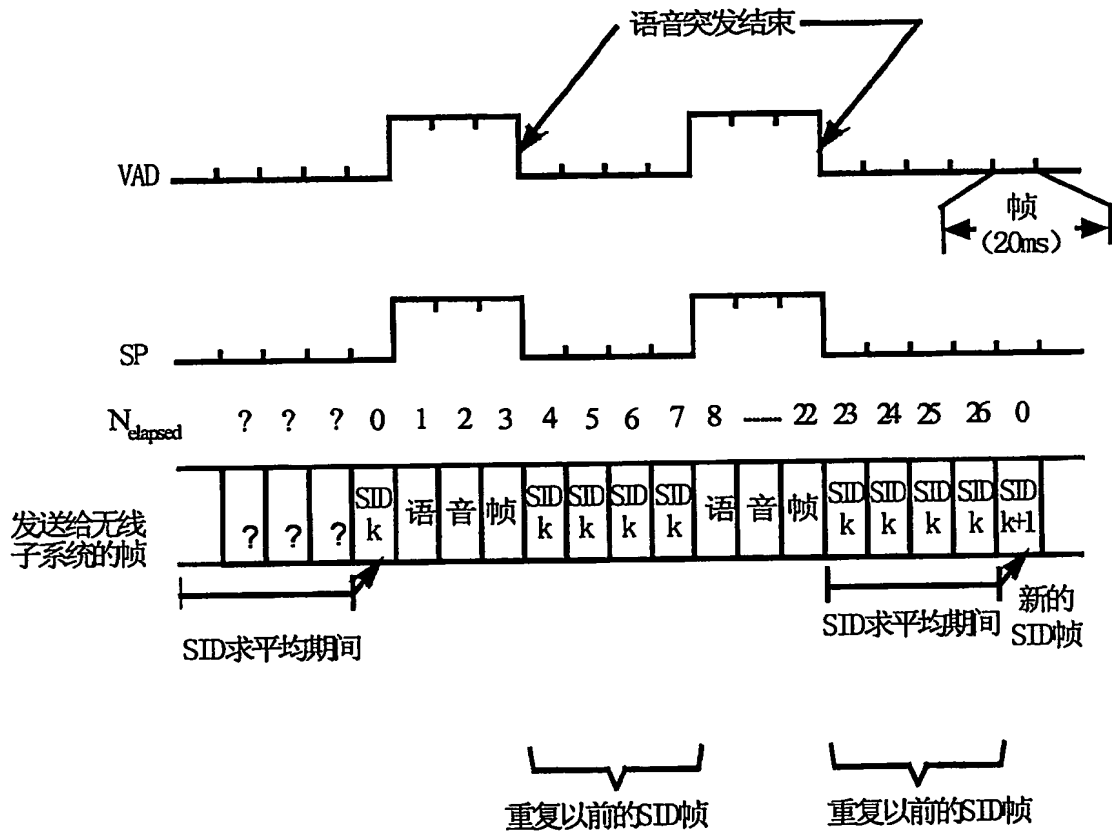 语音突发结束
VAD
帧
(20ms)
SP
Nelapsed ? ? ? 0 1 2 3 4 5 6 7 8 ----- 22 23 24 25 26 0
发送给无线
子系统的帧
? ? ? SID k 语 音 帧 SID k SID k SID k SID k 语 音 帧 SID k SID k SID k SID k SID k+1
SID求平均期间
SID求平均期间
新的
SID帧
重复以前的SID帧
重复以前的SID帧